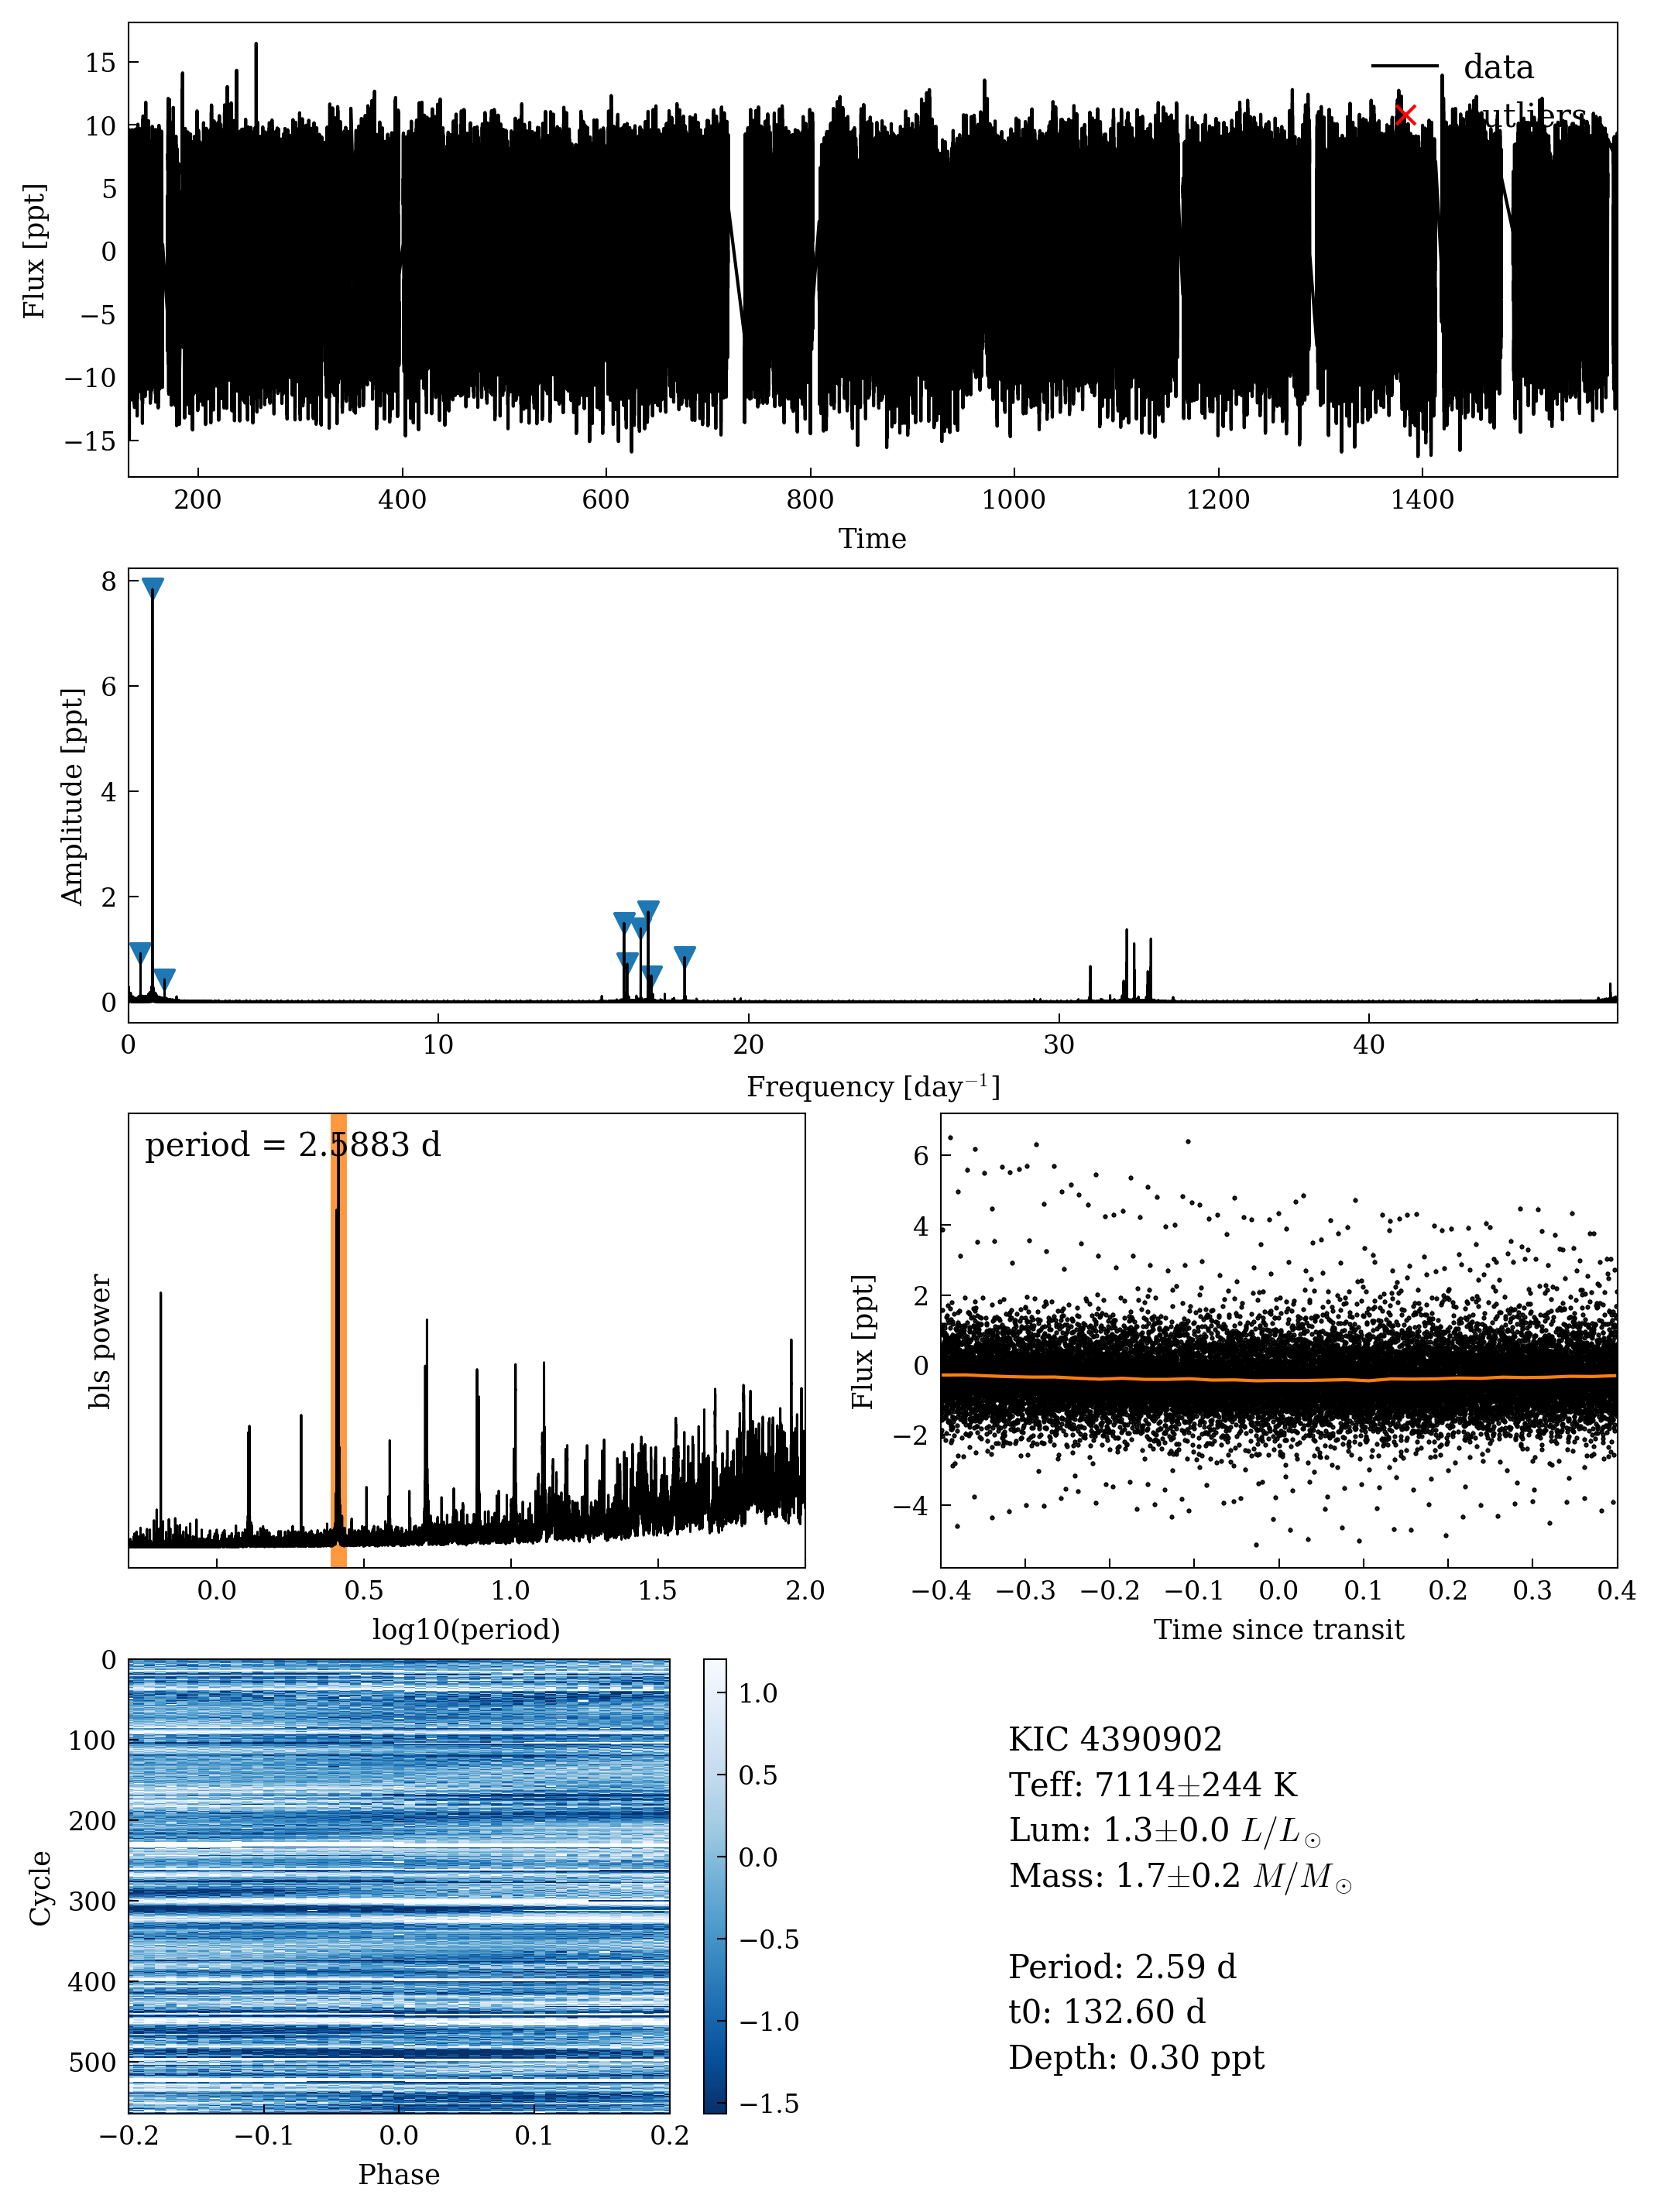 15
10
5
0
−5
−10
−15
Flux [ppt]
data
outliers
200 400 600 800 1000 1200 1400
Time
8
6
4
2
0
Amplitude [ppt]
0 10 20 30 40
Frequency [day⁻¹]
period = 2.5883 d
bls power
0.0 0.5 1.0 1.5 2.0
log10(period)
6
4
2
0
−2
−4
Flux [ppt]
−0.4 −0.3 −0.2 −0.1 0.0 0.1 0.2 0.3 0.4
Time since transit
0
100
200
300
400
500
Cycle
−0.2 −0.1 0.0 0.1 0.2
Phase
1.0
0.5
0.0
−0.5
−1.0
−1.5
KIC 4390902
Teff: 7114±244 K
Lum: 1.3±0.0 L/L⊙
Mass: 1.7±0.2 M/M⊙
Period: 2.59 d
t0: 132.60 d
Depth: 0.30 ppt